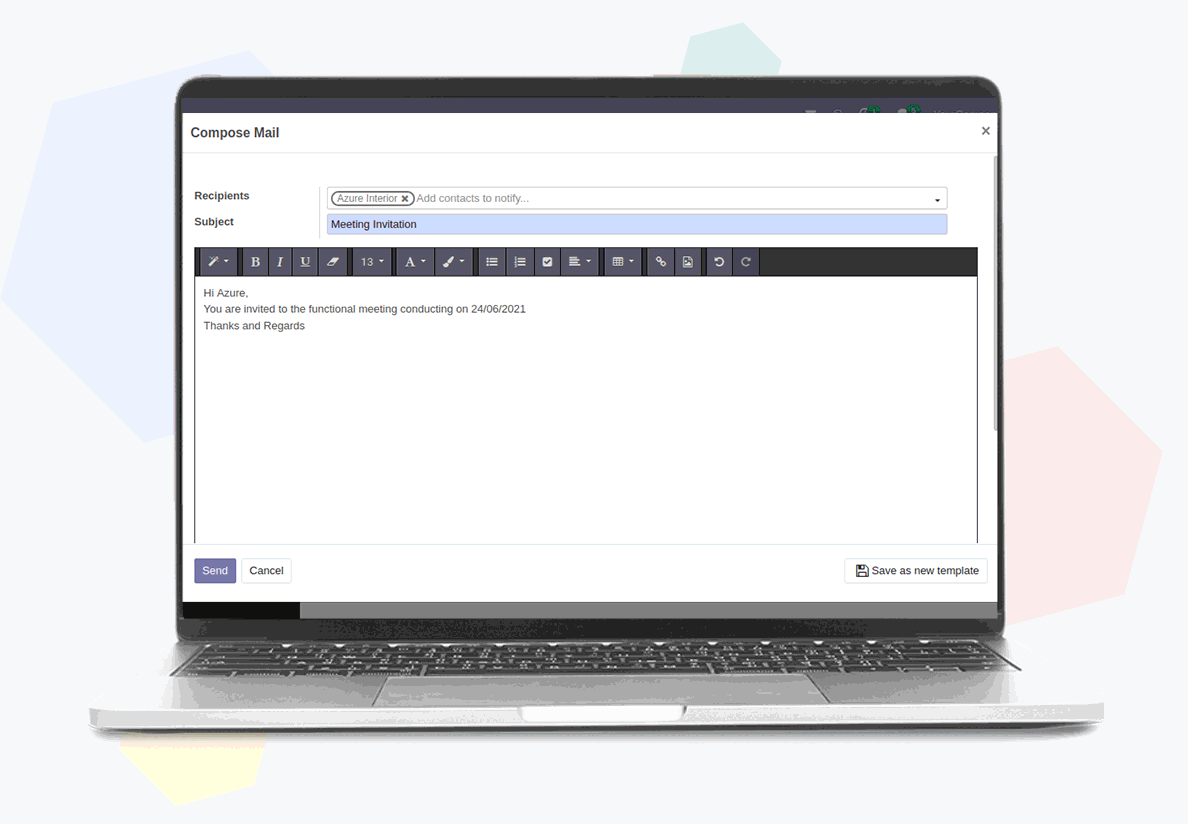 Compose Mail ×
Recipients Azure Interior × Add contacts to notify...
Subject Meeting Invitation
B I U 13 A
Hi Azure,
You are invited to the functional meeting conducting on 24/06/2021
Thanks and Regards
Send Cancel Save as new template